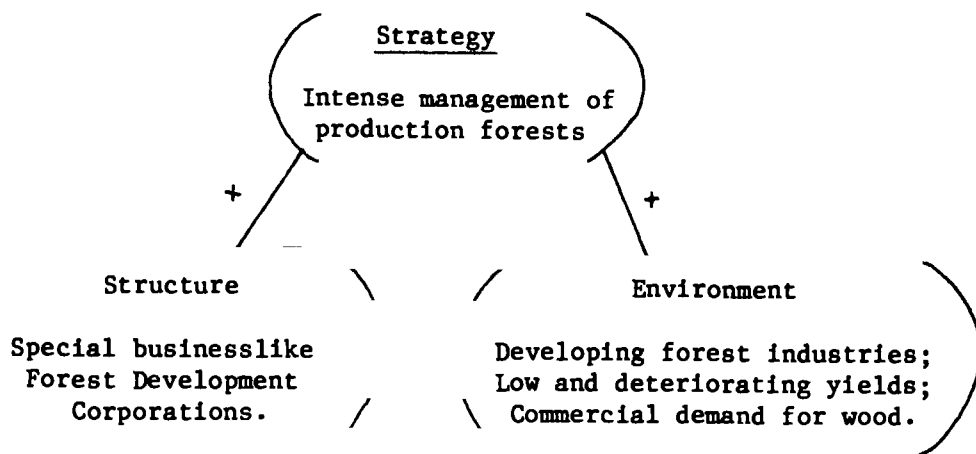 Strategy
Intense management of
production forests
+
+
Structure
Special businesslike
Forest Development
Corporations.
Environment
Developing forest industries;
Low and deteriorating yields;
Commercial demand for wood.